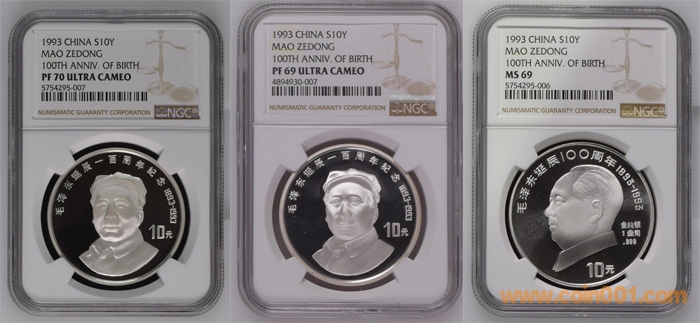 1993 CHINA S10Y
MAO ZEDONG
100TH ANNIV. OF BIRTH
PF 70 ULTRA CAMEO
5754295-007
NUMISMATIC GUARANTY CORPORATION
NGC
毛泽东诞辰一百周年纪念 1893-1993
10元
1993 CHINA S10Y
MAO ZEDONG
100TH ANNIV. OF BIRTH
PF 69 ULTRA CAMEO
4894930-007
NUMISMATIC GUARANTY CORPORATION
NGC
毛泽东诞辰一百周年纪念 1893-1993
10元
1993 CHINA S10Y
MAO ZEDONG
100TH ANNIV. OF BIRTH
MS 69
5754295-006
NUMISMATIC GUARANTY CORPORATION
NGC
毛泽东诞辰100周年 1893-1993
含纯银
1盎司
.999
10元
www.coin001.com